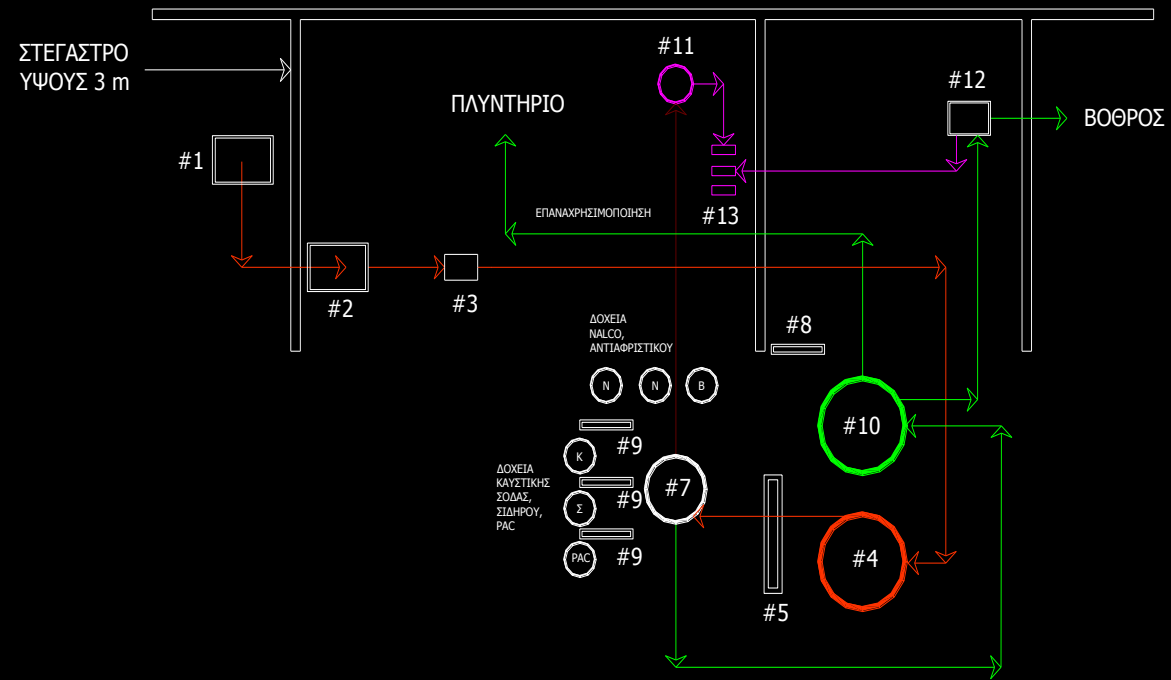 ΣΤΕΓΑΣΤΡΟ
ΥΨΟΥΣ 3 m
#11
#12
ΠΛΥΝΤΗΡΙΟ
ΒΟΘΡΟΣ
#1
#13
ΕΠΑΝΑΧΡΗΣΙΜΟΠΟΙΗΣΗ
#2
#3
ΔΟΧΕΙΑ
NALCO,
ΑΝΤΙΑΦΡΙΣΤΙΚΟΥ
#8
N
N
B
#10
#9
K
ΔΟΧΕΙΑ
ΚΑΥΣΤΙΚΗΣ
ΣΟΔΑΣ,
ΣΙΔΗΡΟΥ,
PAC
#7
#9
Σ
#9
PAC
#4
#5